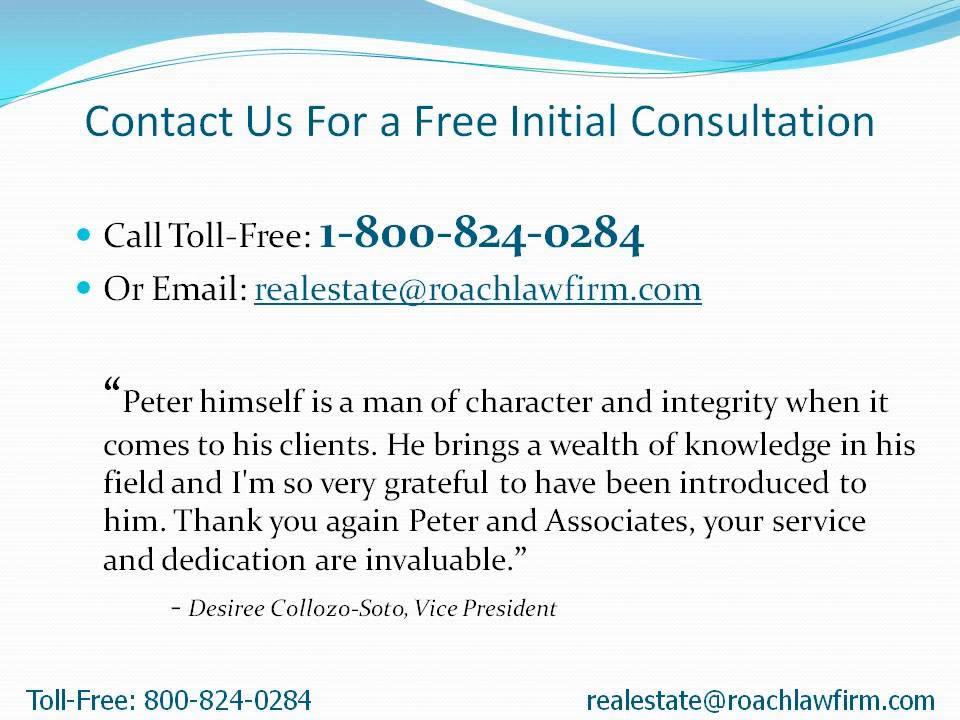 Contact Us For a Free Initial Consultation
• Call Toll-Free: 1-800-824-0284
• Or Email: realestate@roachlawfirm.com
“Peter himself is a man of character and integrity when it
comes to his clients. He brings a wealth of knowledge in his
field and I'm so very grateful to have been introduced to
him. Thank you again Peter and Associates, your service
and dedication are invaluable.”
- Desiree Collozo-Soto, Vice President
Toll-Free: 800-824-0284 realestate@roachlawfirm.com